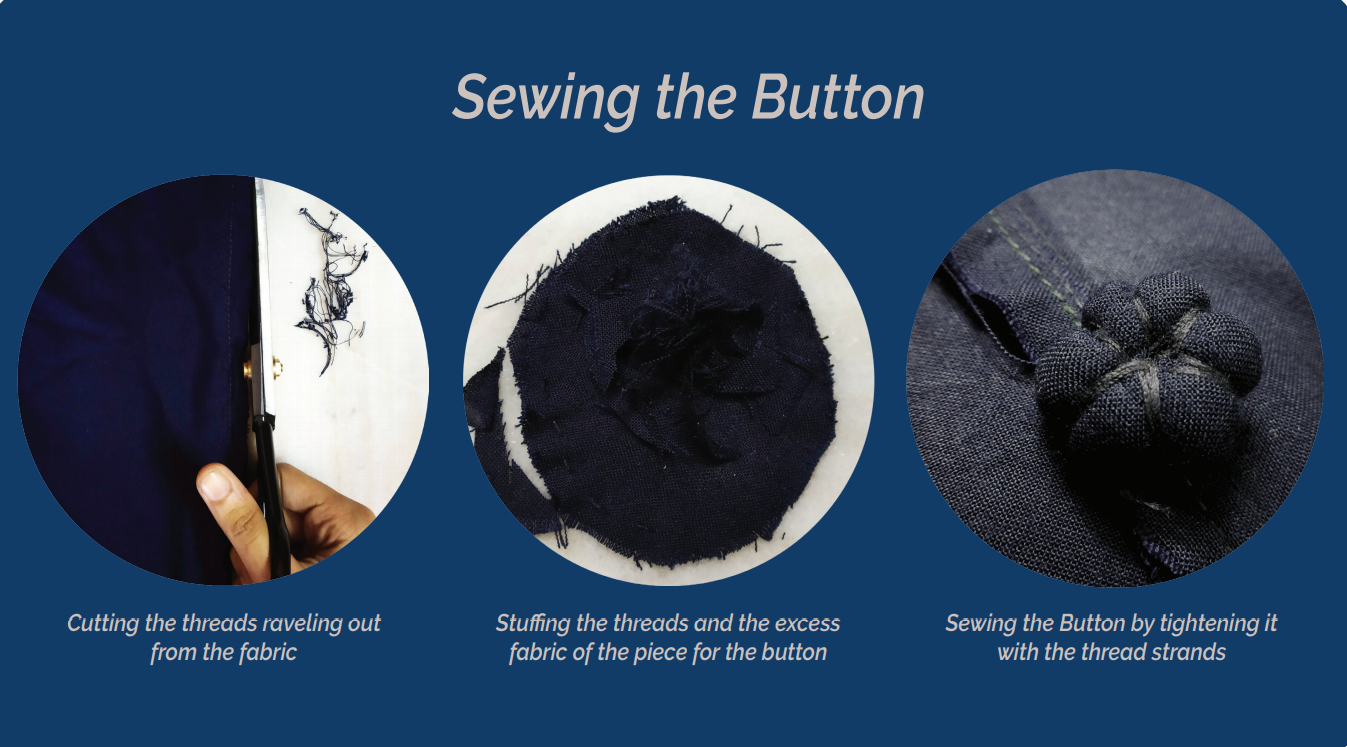 Sewing the Button
Cutting the threads raveling out
from the fabric
Stuffing the threads and the excess
fabric of the piece for the button
Sewing the Button by tightening it
with the thread strands